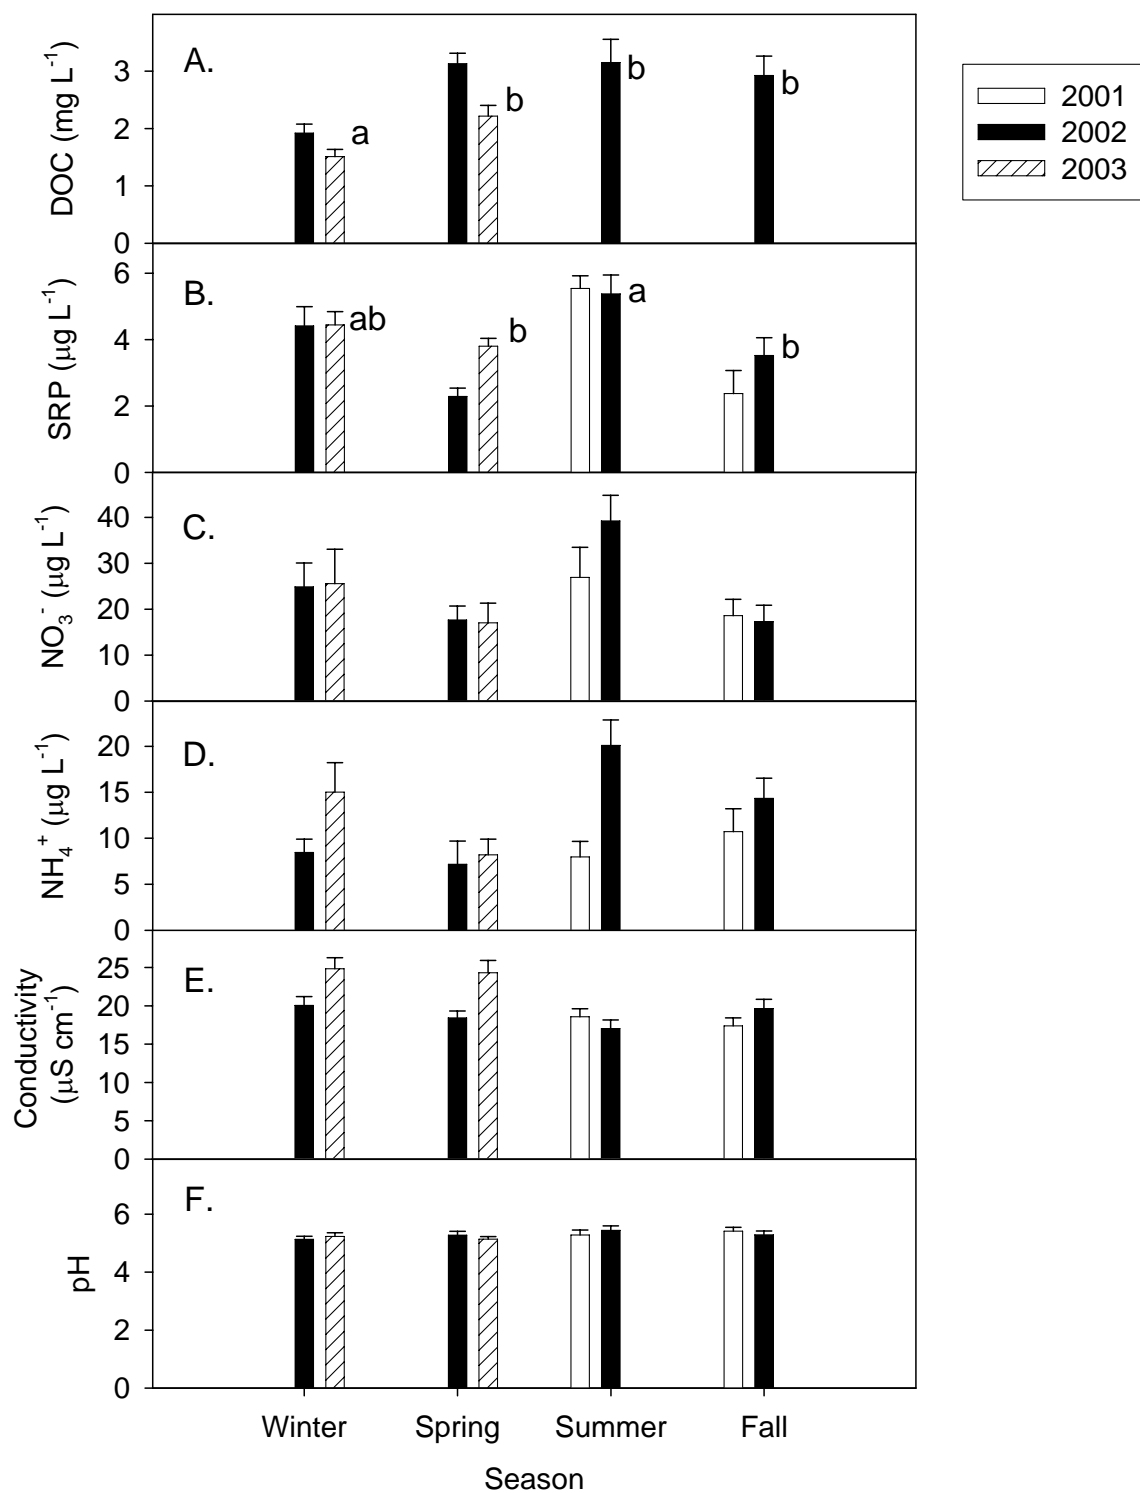 A.
DOC (mg L⁻¹)
3
2
1
0
a
b
b
b
2001
2002
2003
B.
SRP (µg L⁻¹)
6
4
2
0
ab
b
a
b
C.
NO₃⁻ (µg L⁻¹)
40
30
20
10
0
D.
NH₄⁺ (µg L⁻¹)
20
15
10
5
0
E.
Conductivity
(µS cm⁻¹)
25
20
15
10
5
0
F.
pH
6
4
2
0
Winter Spring Summer Fall
Season